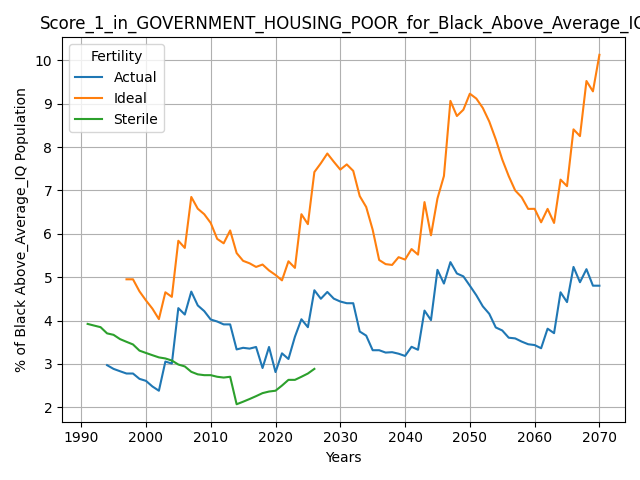 Score_1_in_GOVERNMENT_HOUSING_POOR_for_Black_Above_Average_IQ
Fertility
Actual
Ideal
Sterile
% of Black Above_Average_IQ Population
10
9
8
7
6
5
4
3
2
1990 2000 2010 2020 2030 2040 2050 2060 2070
Years